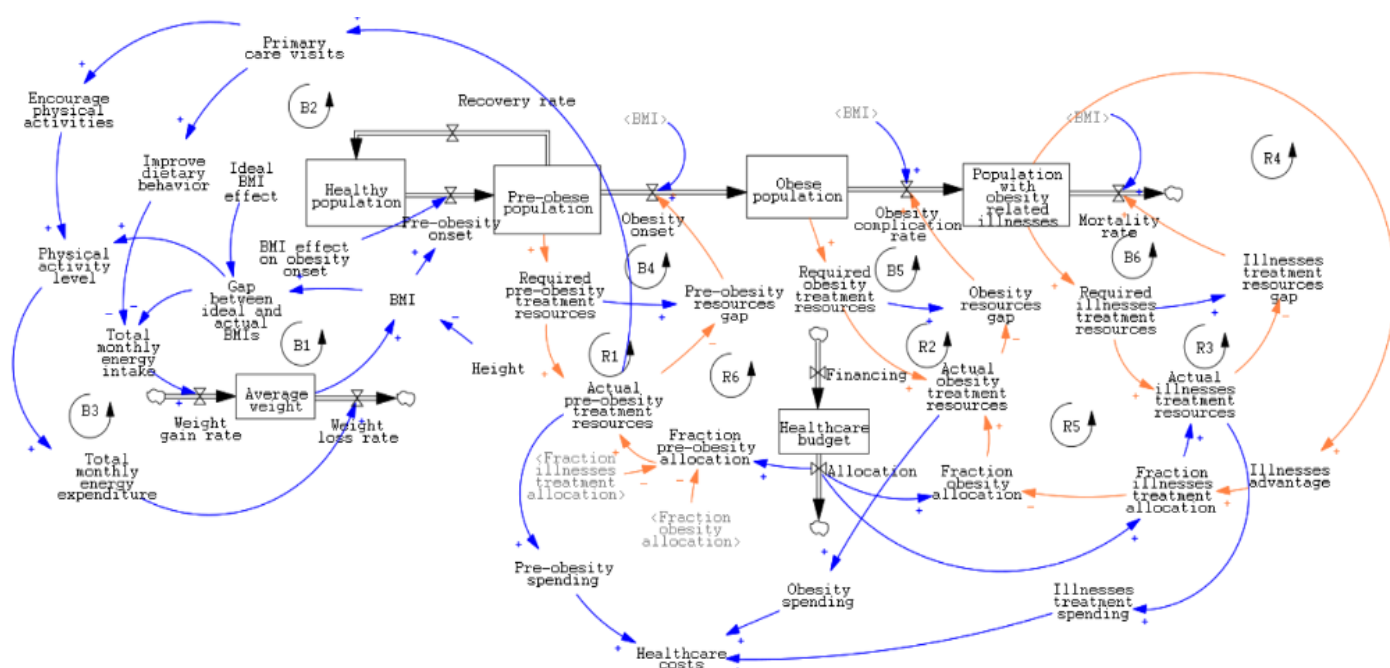 Primary
care visits
Encourage
physical
activities
B2
Recovery rate
<BMI>
<BMI>
<BMI>
R4
Improve
dietary
behavior
Ideal
BMI
effect
Healthy
population
Pre-obese
population
Obese
population
Population
with
obesity
related
illnesses
Pre-obesity
onset
Obesity
onset
Obesity
complication
rate
Mortality
rate
Physical
activity
level
BMI effect
on obesity
onset
B4
B5
B6
Illnesses
treatment
resources
gap
Gap
between
ideal and
actual
BMIs
BMI
Required
pre-obesity
treatment
resources
Pre-obesity
resources
gap
Required
obesity
treatment
resources
Obesity
resources
gap
Required
illnesses
treatment
resources
Total
monthly
energy
intake
B1
Height
R1
R6
R2
R3
Financing
Average
weight
Weight
gain rate
Weight
loss rate
B3
Actual
pre-obesity
treatment
resources
Actual
obesity
treatment
resources
Actual
illnesses
treatment
resources
R5
Healthcare
budget
Fraction
pre-obesity
allocation
<Fraction
illnesses
treatment
allocation>
Allocation
Fraction
obesity
allocation
Fraction
illnesses
treatment
allocation
Illnesses
advantage
Total
monthly
energy
expenditure
<Fraction
obesity
allocation>
Pre-obesity
spending
Obesity
spending
Illnesses
treatment
spending
Healthcare
costs